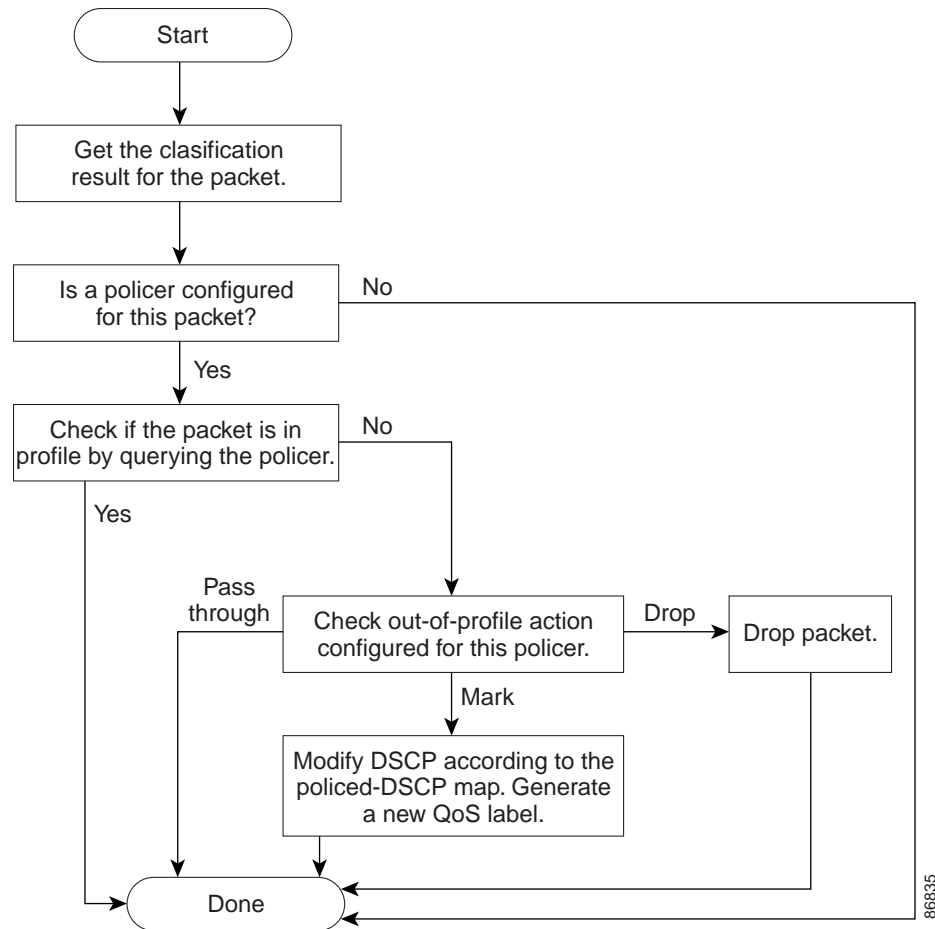 Start
Get the clasification
result for the packet.
Is a policer configured
for this packet?
No
Yes
Check if the packet is in
profile by querying the policer.
No
Yes
Pass
through
Check out-of-profile action
configured for this policer.
Drop
Drop packet.
Mark
Modify DSCP according to the
policed-DSCP map. Generate
a new QoS label.
Done
86835